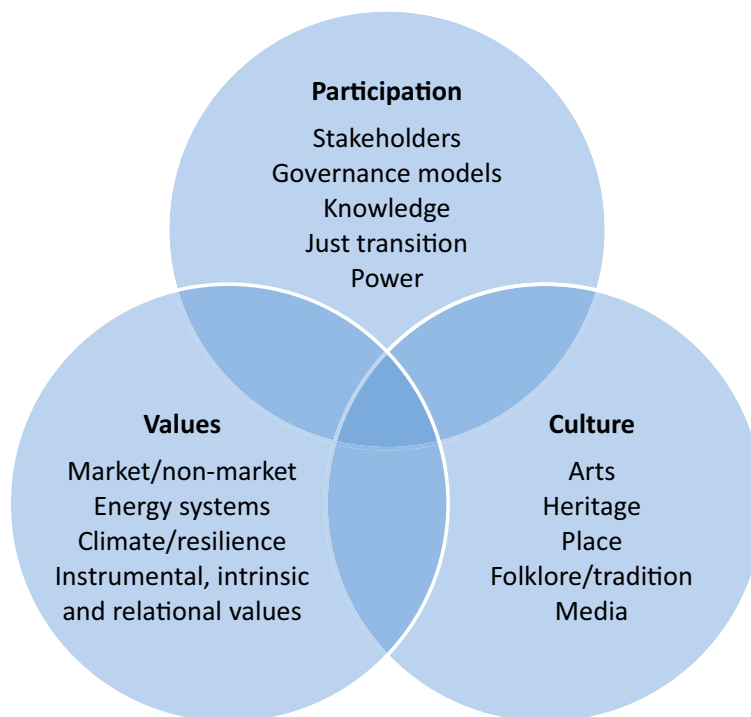 Participation
Stakeholders
Governance models
Knowledge
Just transition
Power
Values
Market/non-market
Energy systems
Climate/resilience
Instrumental, intrinsic
and relational values
Culture
Arts
Heritage
Place
Folklore/tradition
Media